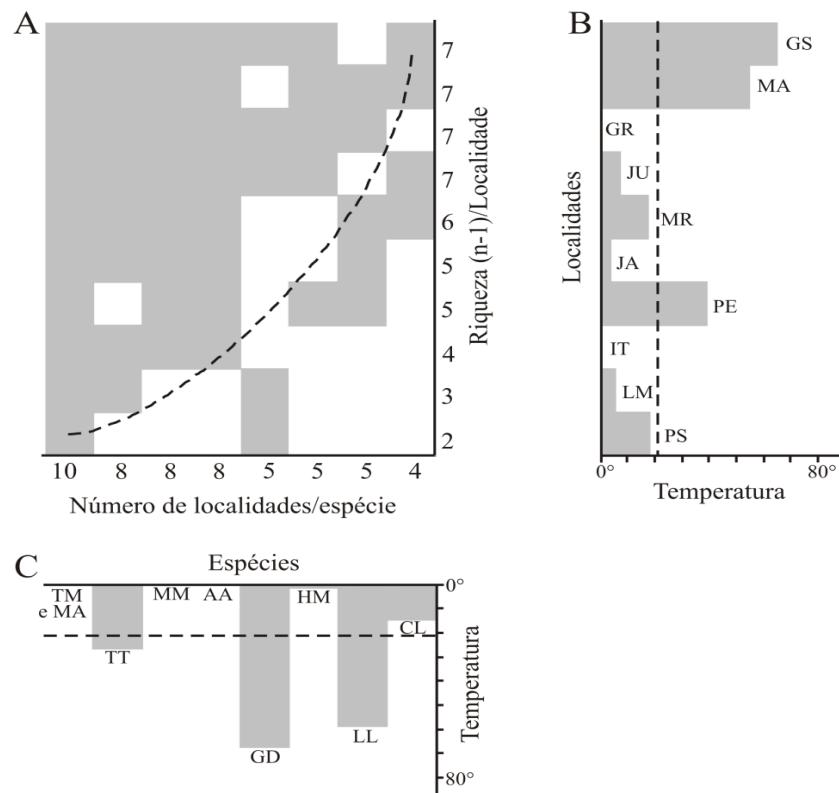 A
7
7
7
7
6
5
5
4
3
2
Riqueza (n-1)/Localidade
10 8 8 8 5 5 5 4
Número de localidades/espécie
B
GS
MA
GR
JU
MR
JA
PE
IT
LM
PS
Localidades
0° 80°
Temperatura
C
Espécies
TM
e MA
TT
MM
AA
GD
HM
LL
CL
0°
80°
Temperatura